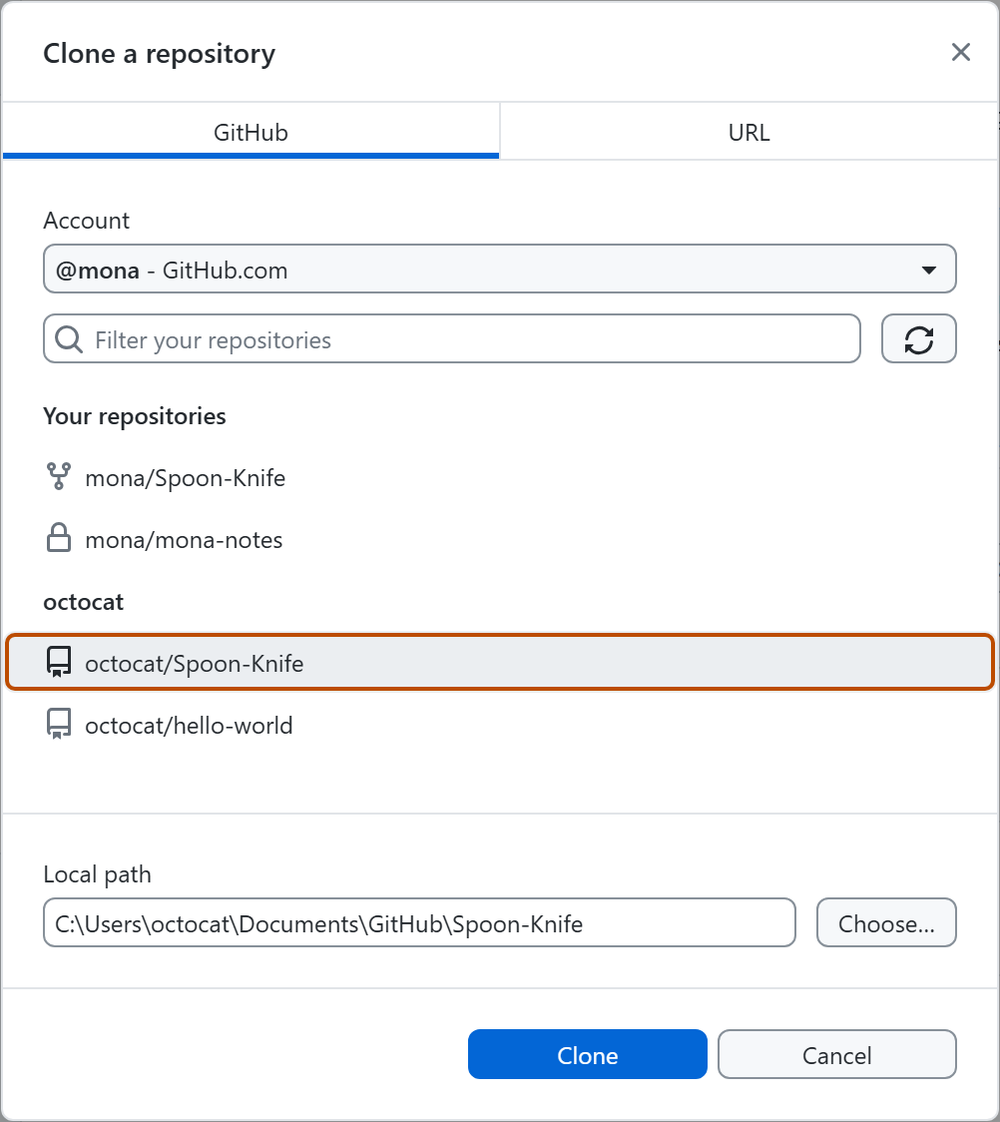 Clone a repository
GitHub
URL
Account
@mona - GitHub.com
Filter your repositories
Your repositories
mona/Spoon-Knife
mona/mona-notes
octocat
octocat/Spoon-Knife
octocat/hello-world
Local path
C:\Users\octocat\Documents\GitHub\Spoon-Knife
Choose...
Clone
Cancel